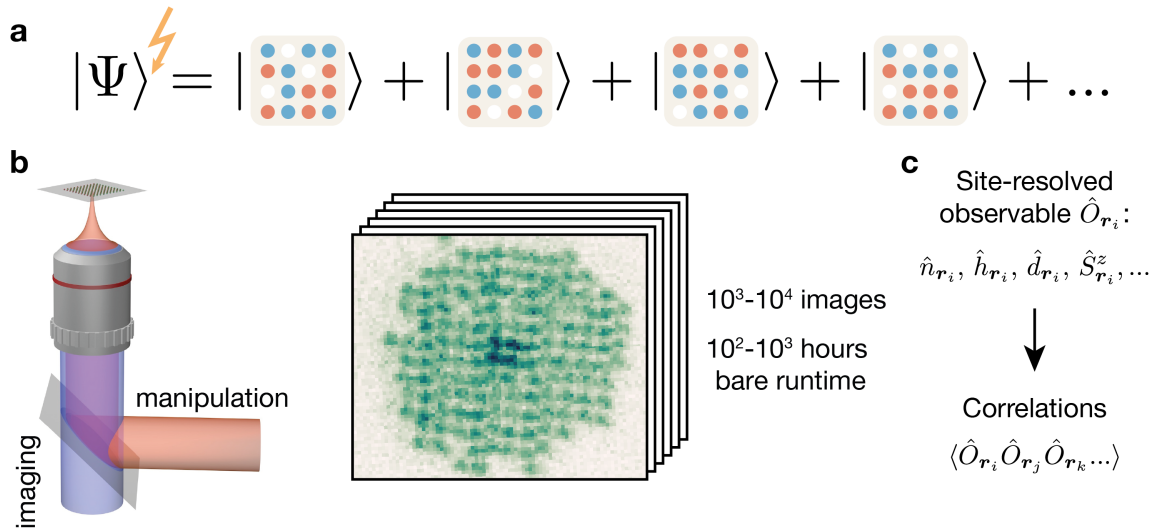 a
|Ψ⟩ = | ⟩ + | ⟩ + | ⟩ + | ⟩ + ...
b
manipulation
imaging
10³-10⁴ images
10²-10³ hours
bare runtime
c
Site-resolved
observable Ô_{r_i}:
n̂_{r_i}, ĥ_{r_i}, d̂_{r_i}, Ŝ^z_{r_i}, ...
Correlations
⟨Ô_{r_i} Ô_{r_j} Ô_{r_k} ...⟩